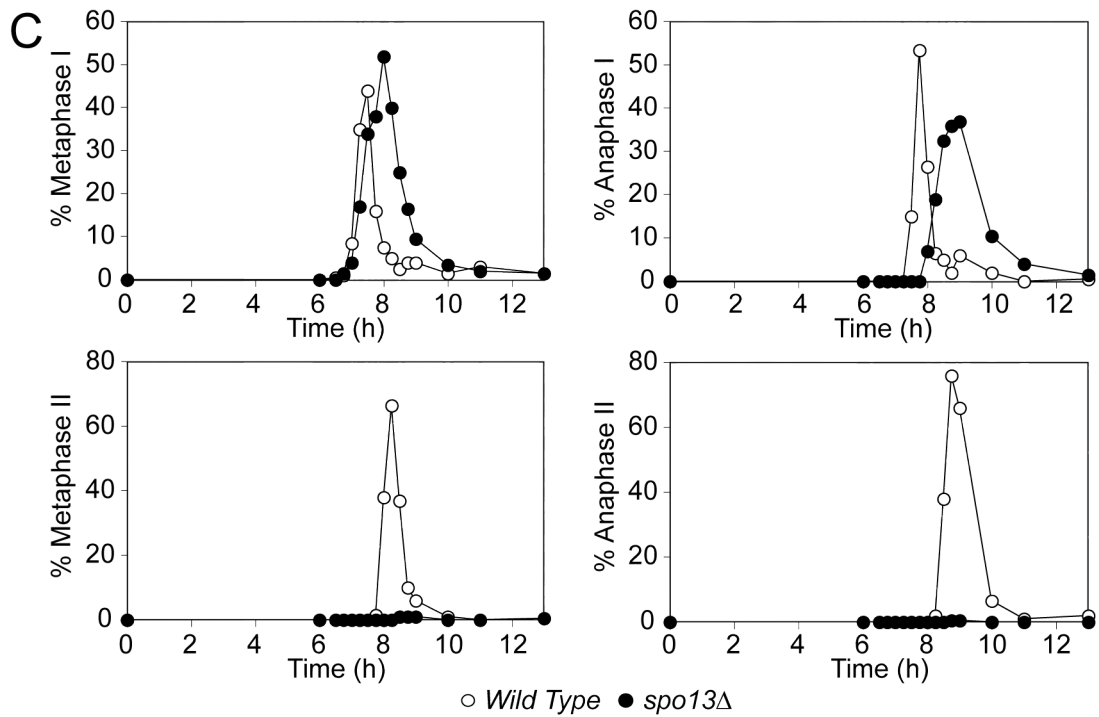 C
% Metaphase I
60
50
40
30
20
10
0
0 2 4 6 8 10 12
Time (h)
% Anaphase I
60
50
40
30
20
10
0
0 2 4 6 8 10 12
Time (h)
% Metaphase II
80
60
40
20
0
0 2 4 6 8 10 12
Time (h)
% Anaphase II
80
60
40
20
0
0 2 4 6 8 10 12
Time (h)
Wild Type spo13Δ